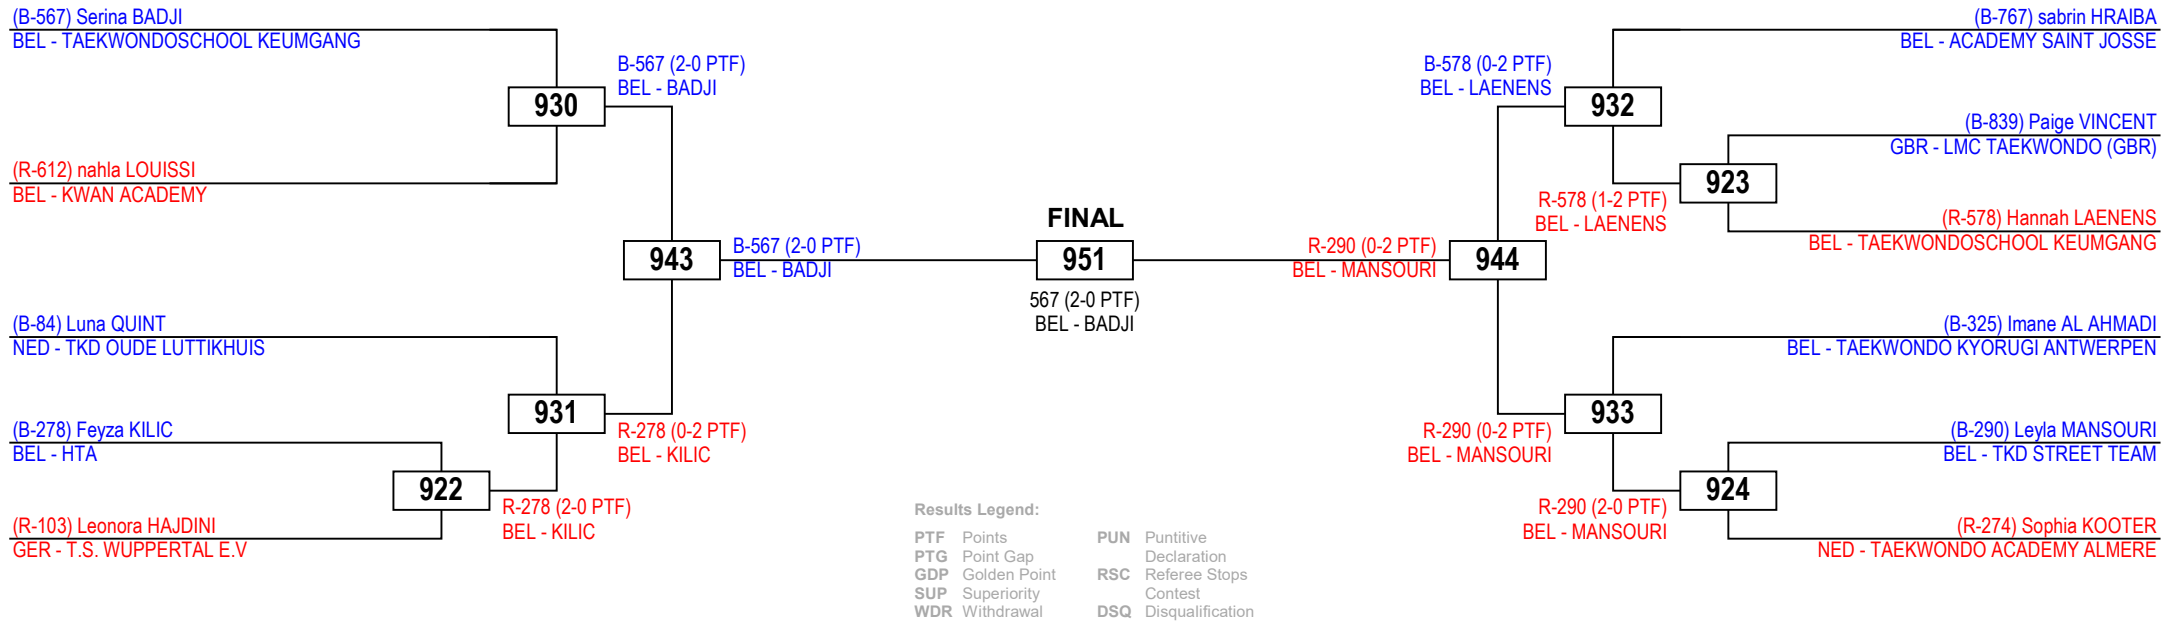 (B-567) Serina BADJI
BEL - TAEKWONDOSCHOOL KEUMGANG
B-567 (2-0 PTF)
BEL - BADJI
930
(R-612) nahla LOUISSI
BEL - KWAN ACADEMY
943
B-567 (2-0 PTF)
BEL - BADJI
(B-84) Luna QUINT
NED - TKD OUDE LUTTIKHUIS
931
R-278 (0-2 PTF)
BEL - KILIC
(B-278) Feyza KILIC
BEL - HTA
922
R-278 (2-0 PTF)
BEL - KILIC
(R-103) Leonora HAJDINI
GER - T.S. WUPPERTAL E.V
FINAL
951
567 (2-0 PTF)
BEL - BADJI
(B-767) sabrin HRAIBA
BEL - ACADEMY SAINT JOSSE
B-578 (0-2 PTF)
BEL - LAENENS
932
(B-839) Paige VINCENT
GBR - LMC TAEKWONDO (GBR)
923
R-578 (1-2 PTF)
BEL - LAENENS
(R-578) Hannah LAENENS
BEL - TAEKWONDOSCHOOL KEUMGANG
R-290 (0-2 PTF)
BEL - MANSOURI
944
(B-325) Imane AL AHMADI
BEL - TAEKWONDO KYORUGI ANTWERPEN
933
R-290 (0-2 PTF)
BEL - MANSOURI
(B-290) Leyla MANSOURI
BEL - TKD STREET TEAM
924
R-290 (2-0 PTF)
BEL - MANSOURI
(R-274) Sophia KOOTER
NED - TAEKWONDO ACADEMY ALMERE
Results Legend:
PTF Points
PTG Point Gap
GDP Golden Point
SUP Superiority
WDR Withdrawal
PUN Puntitive
Declaration
RSC Referee Stops
Contest
DSQ Disqualification